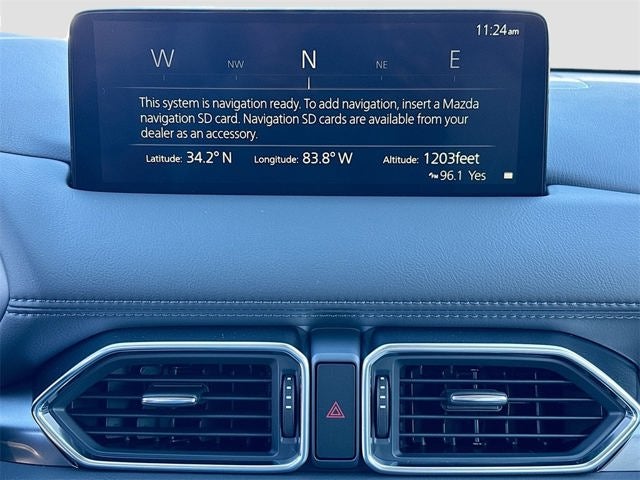 11:24am
W NW N NE E
This system is navigation ready. To add navigation, insert a Mazda
navigation SD card. Navigation SD cards are available from your
dealer as an accessory.
Latitude: 34.2° N Longitude: 83.8° W Altitude: 1203feet
96.1 Yes